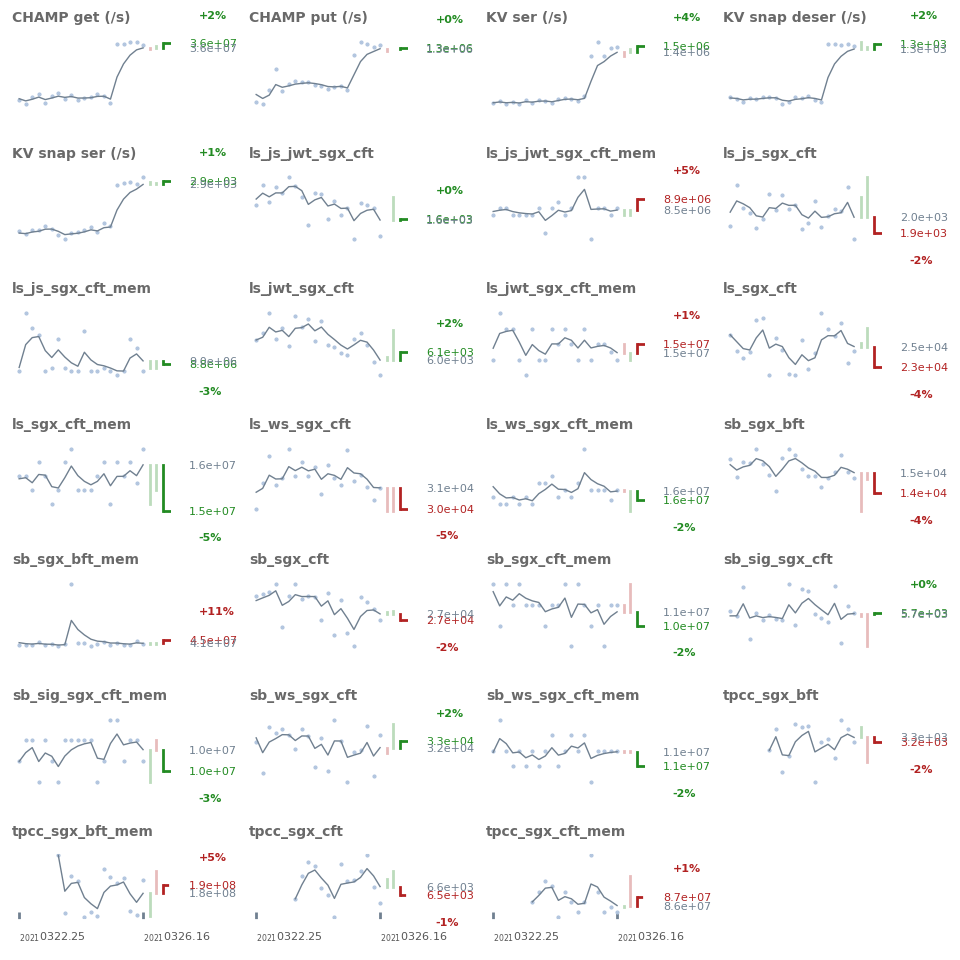 CHAMP get (/s)
+2%
3.6e+07
CHAMP put (/s)
+0%
1.3e+06
KV ser (/s)
+4%
1.5e+06
1.4e+06
KV snap deser (/s)
+2%
1.3e+03
1.3e+03
KV snap ser (/s)
+1%
2.9e+03
ls_js_jwt_sgx_cft
+0%
1.6e+03
ls_js_jwt_sgx_cft_mem
+5%
8.9e+06
8.5e+06
ls_js_sgx_cft
2.0e+03
1.9e+03
-2%
ls_js_sgx_cft_mem
9.0e+06
8.8e+06
-3%
ls_jwt_sgx_cft
+2%
6.1e+03
6.0e+03
ls_jwt_sgx_cft_mem
+1%
1.5e+07
1.5e+07
ls_sgx_cft
2.5e+04
2.3e+04
-4%
ls_sgx_cft_mem
1.6e+07
1.5e+07
-5%
ls_ws_sgx_cft
3.1e+04
3.0e+04
-5%
ls_ws_sgx_cft_mem
1.6e+07
1.6e+07
-2%
sb_sgx_bft
1.5e+04
1.4e+04
-4%
sb_sgx_bft_mem
+11%
4.5e+07
4.1e+07
sb_sgx_cft
2.7e+04
2.7e+04
-2%
sb_sgx_cft_mem
1.1e+07
1.0e+07
-2%
sb_sig_sgx_cft
+0%
5.7e+03
sb_sig_sgx_cft_mem
1.0e+07
1.0e+07
-3%
sb_ws_sgx_cft
+2%
3.3e+04
3.2e+04
sb_ws_sgx_cft_mem
1.1e+07
1.1e+07
-2%
tpcc_sgx_bft
3.3e+03
3.2e+03
-2%
tpcc_sgx_bft_mem
+5%
1.9e+08
1.8e+08
2021 0322.25
2021 0326.16
tpcc_sgx_cft
6.6e+03
6.5e+03
-1%
2021 0322.25
2021 0326.16
tpcc_sgx_cft_mem
+1%
8.7e+07
8.6e+07
2021 0322.25
2021 0326.16